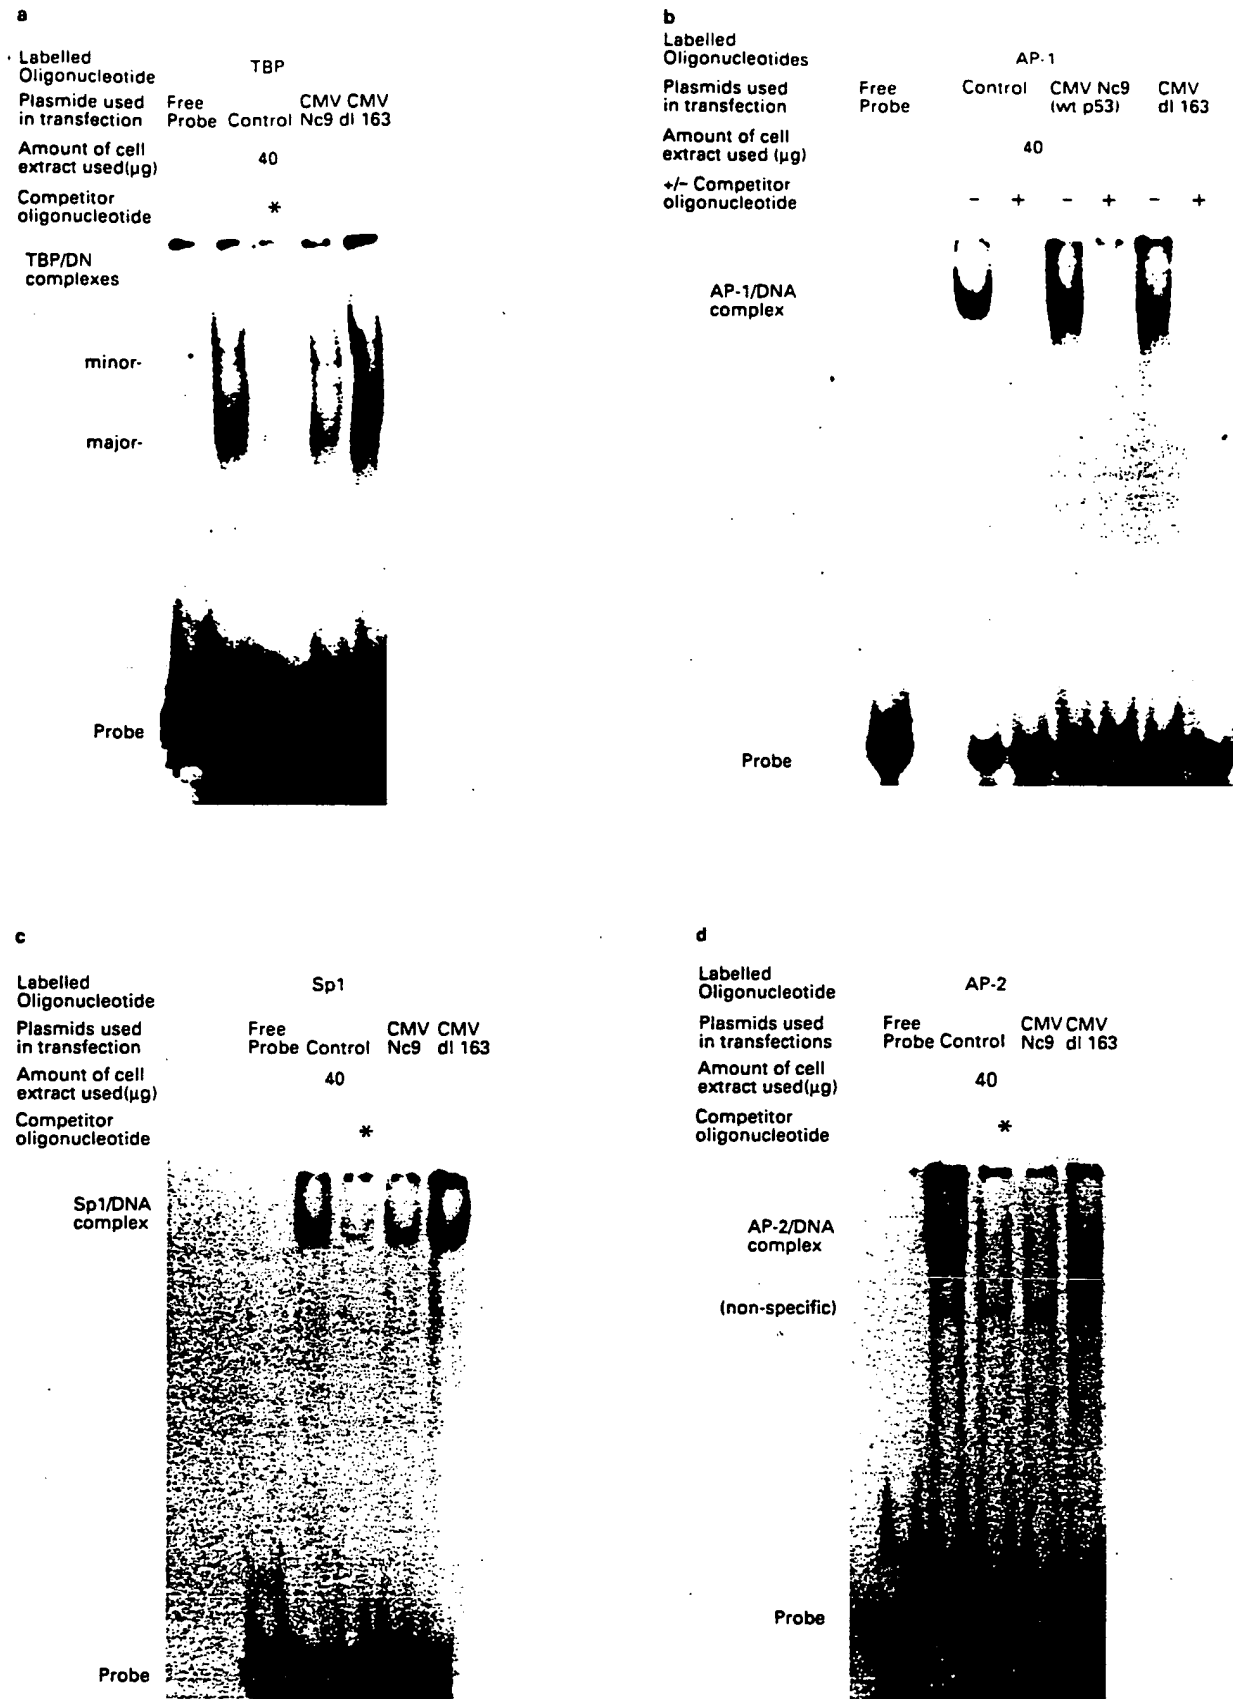 a
Labelled
Oligonucleotide
TBP
Plasmide used
in transfection
Free
Probe Control
CMV CMV
Nc9 dl 163
Amount of cell
extract used(µg)
40
Competitor
oligonucleotide
*
TBP/DN
complexes
minor-
major-
Probe
b
Labelled
Oligonucleotides
AP-1
Plasmids used
in transfection
Free
Probe
Control
CMV Nc9
(wt p53)
CMV
dl 163
Amount of cell
extract used (µg)
40
+/- Competitor
oligonucleotide
- + - + - +
AP-1/DNA
complex
Probe
c
Labelled
Oligonucleotide
Sp1
Plasmids used
in transfection
Free
Probe Control
CMV CMV
Nc9 dl 163
Amount of cell
extract used(µg)
40
Competitor
oligonucleotide
*
Sp1/DNA
complex
Probe
d
Labelled
Oligonucleotide
AP-2
Plasmids used
in transfections
Free
Probe Control
CMV CMV
Nc9 dl 163
Amount of cell
extract used(µg)
40
Competitor
oligonucleotide
*
AP-2/DNA
complex
(non-specific)
Probe